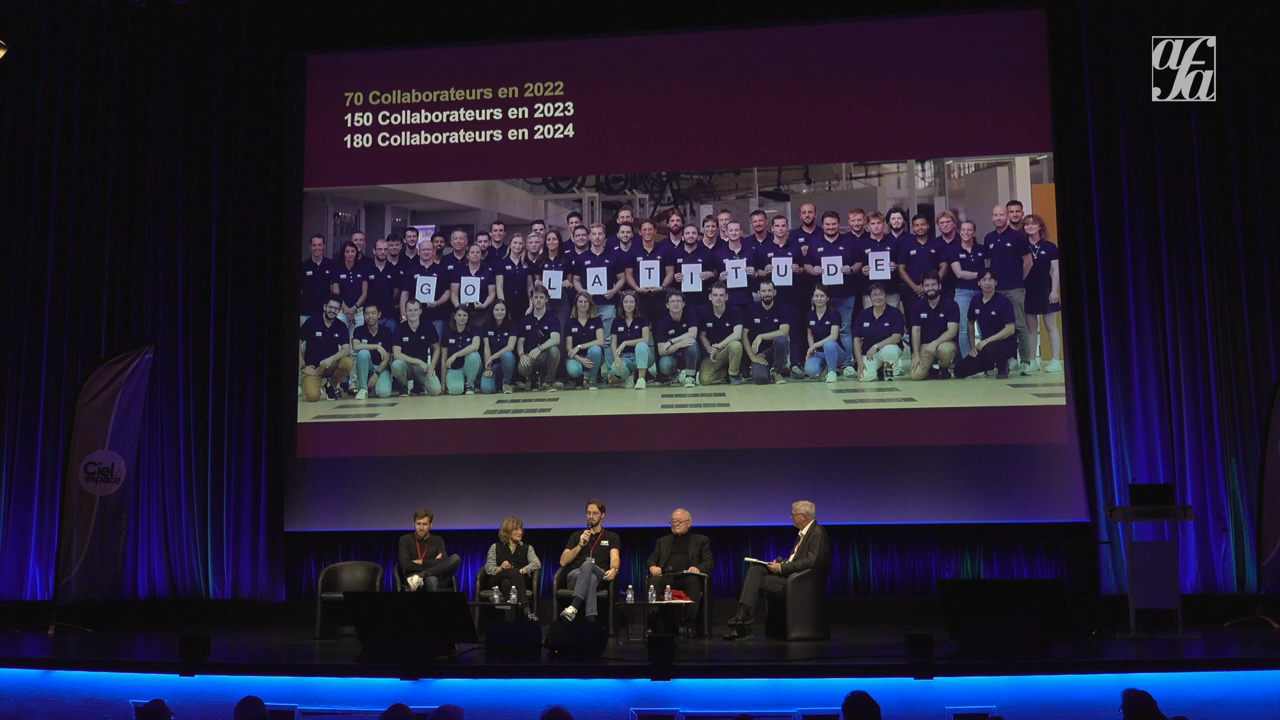 afa
70 Collaborateurs en 2022
150 Collaborateurs en 2023
180 Collaborateurs en 2024
GO LATITUDE
Ciel &
espace